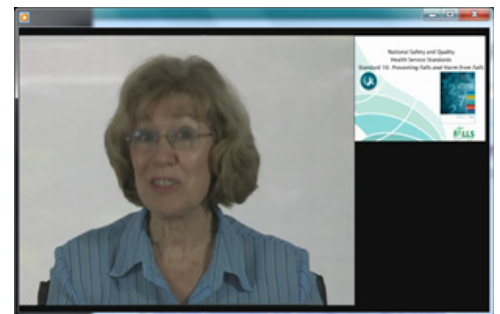 National Safety and Quality
Health Service Standards
Standard 10: Preventing Falls and Harm from Falls